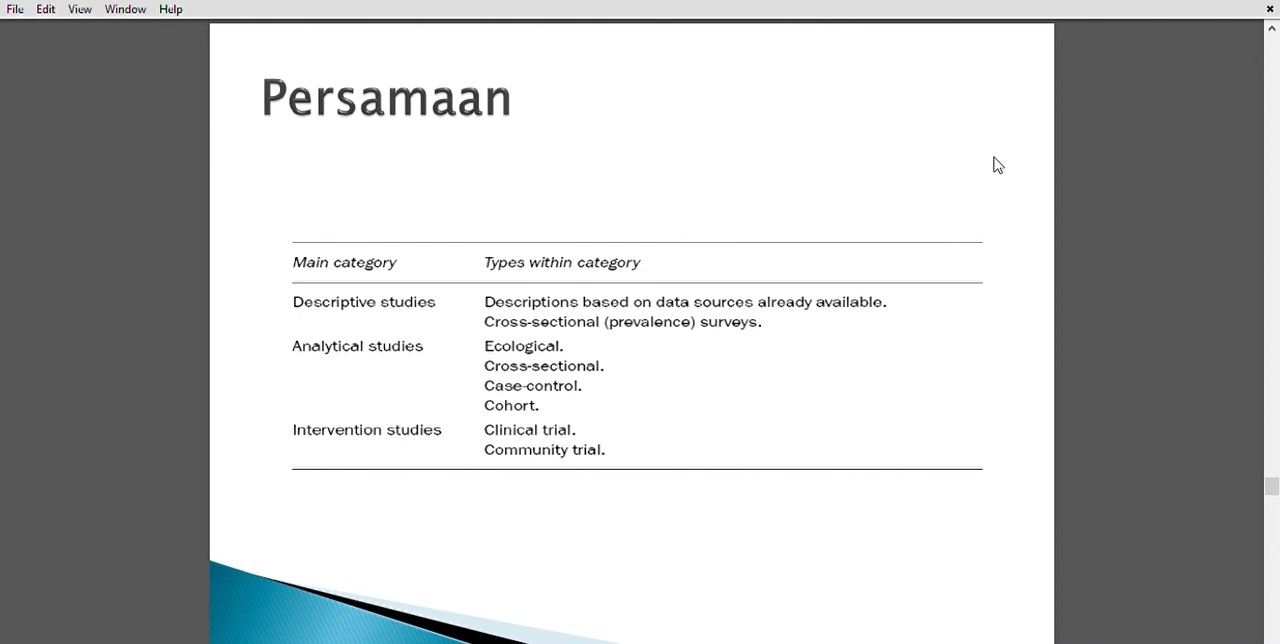 File Edit View Window Help
Persamaan
Main category Types within category
Descriptive studies Descriptions based on data sources already available.
Cross-sectional (prevalence) surveys.
Analytical studies Ecological.
Cross-sectional.
Case-control.
Cohort.
Intervention studies Clinical trial.
Community trial.